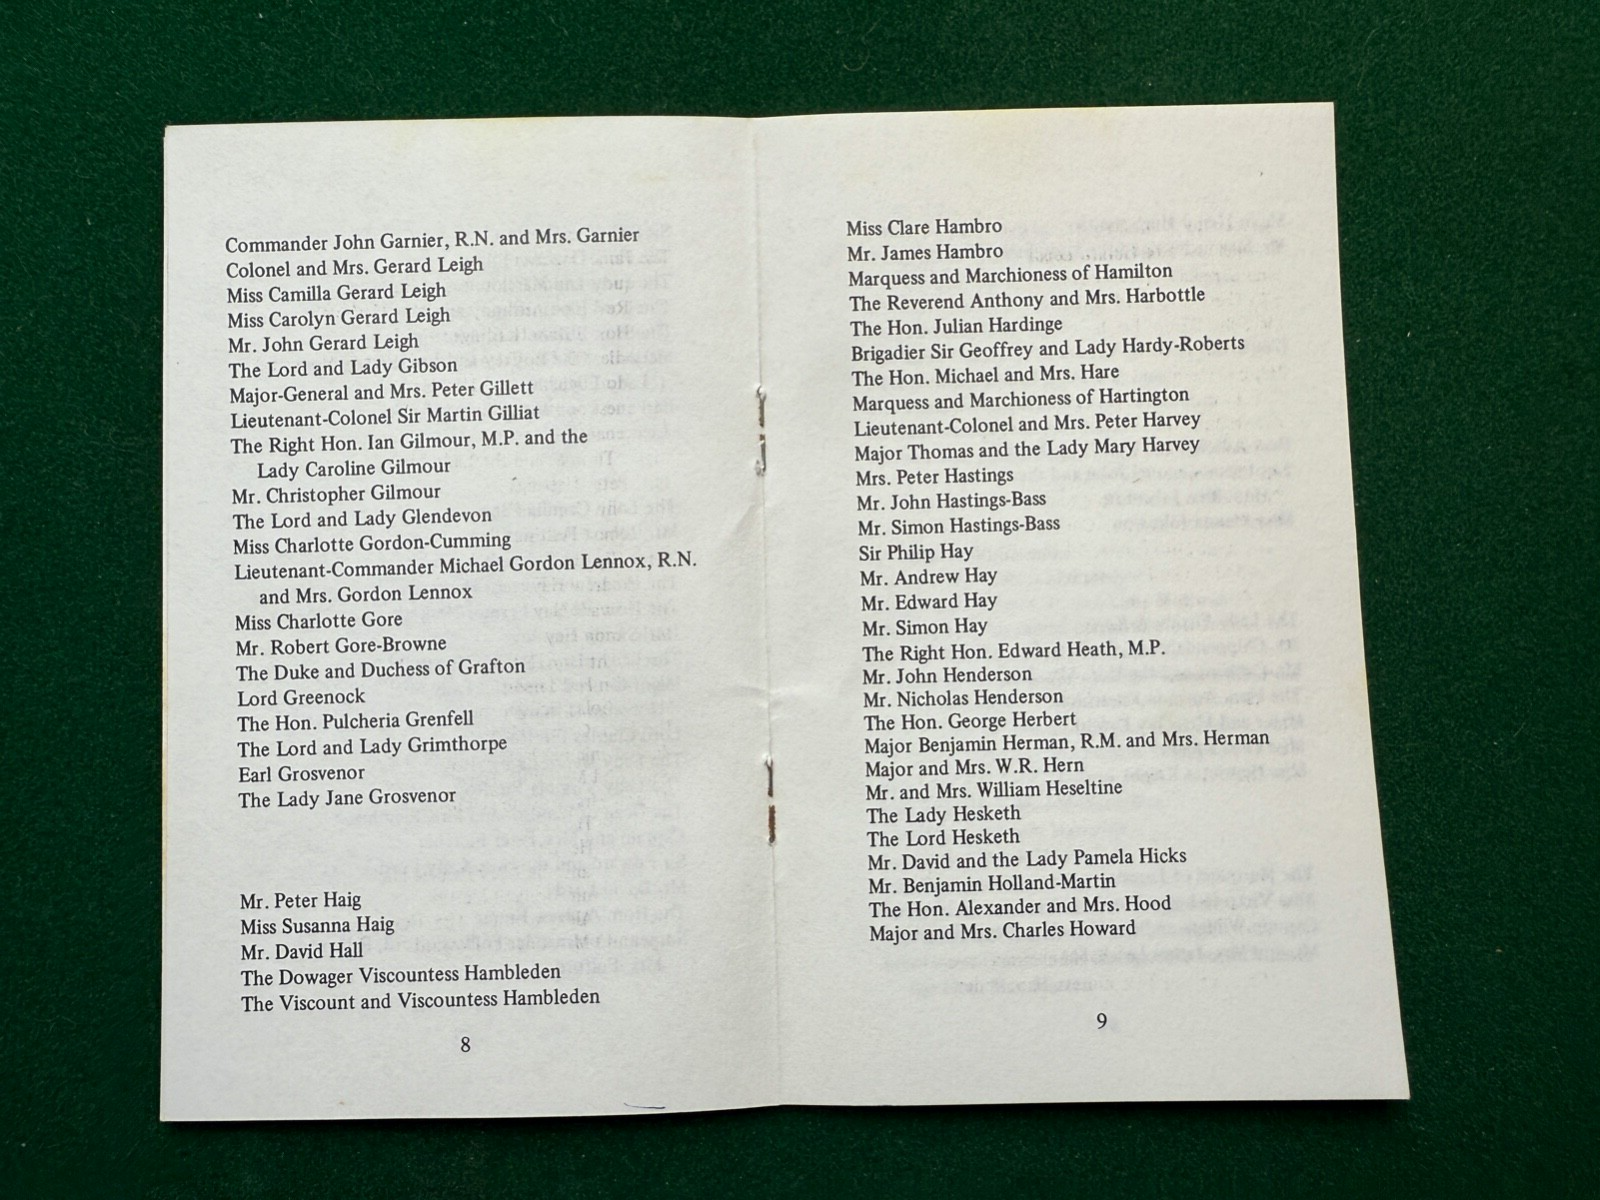 Commander John Garnier, R.N. and Mrs. Garnier
Colonel and Mrs. Gerard Leigh
Miss Camilla Gerard Leigh
Miss Carolyn Gerard Leigh
Mr. John Gerard Leigh
The Lord and Lady Gibson
Major-General and Mrs. Peter Gillett
Lieutenant-Colonel Sir Martin Gilliat
The Right Hon. Ian Gilmour, M.P. and the
Lady Caroline Gilmour
Mr. Christopher Gilmour
The Lord and Lady Glendevon
Miss Charlotte Gordon-Cumming
Lieutenant-Commander Michael Gordon Lennox, R.N.
and Mrs. Gordon Lennox
Miss Charlotte Gore
Mr. Robert Gore-Browne
The Duke and Duchess of Grafton
Lord Greenock
The Hon. Pulcheria Grenfell
The Lord and Lady Grimthorpe
Earl Grosvenor
The Lady Jane Grosvenor
Mr. Peter Haig
Miss Susanna Haig
Mr. David Hall
The Dowager Viscountess Hambleden
The Viscount and Viscountess Hambleden
8
Miss Clare Hambro
Mr. James Hambro
Marquess and Marchioness of Hamilton
The Reverend Anthony and Mrs. Harbottle
The Hon. Julian Hardinge
Brigadier Sir Geoffrey and Lady Hardy-Roberts
The Hon. Michael and Mrs. Hare
Marquess and Marchioness of Hartington
Lieutenant-Colonel and Mrs. Peter Harvey
Major Thomas and the Lady Mary Harvey
Mrs. Peter Hastings
Mr. John Hastings-Bass
Mr. Simon Hastings-Bass
Sir Philip Hay
Mr. Andrew Hay
Mr. Edward Hay
Mr. Simon Hay
The Right Hon. Edward Heath, M.P.
Mr. John Henderson
Mr. Nicholas Henderson
The Hon. George Herbert
Major Benjamin Herman, R.M. and Mrs. Herman
Major and Mrs. W.R. Hern
Mr. and Mrs. William Heseltine
The Lady Hesketh
The Lord Hesketh
Mr. David and the Lady Pamela Hicks
Mr. Benjamin Holland-Martin
The Hon. Alexander and Mrs. Hood
Major and Mrs. Charles Howard
9